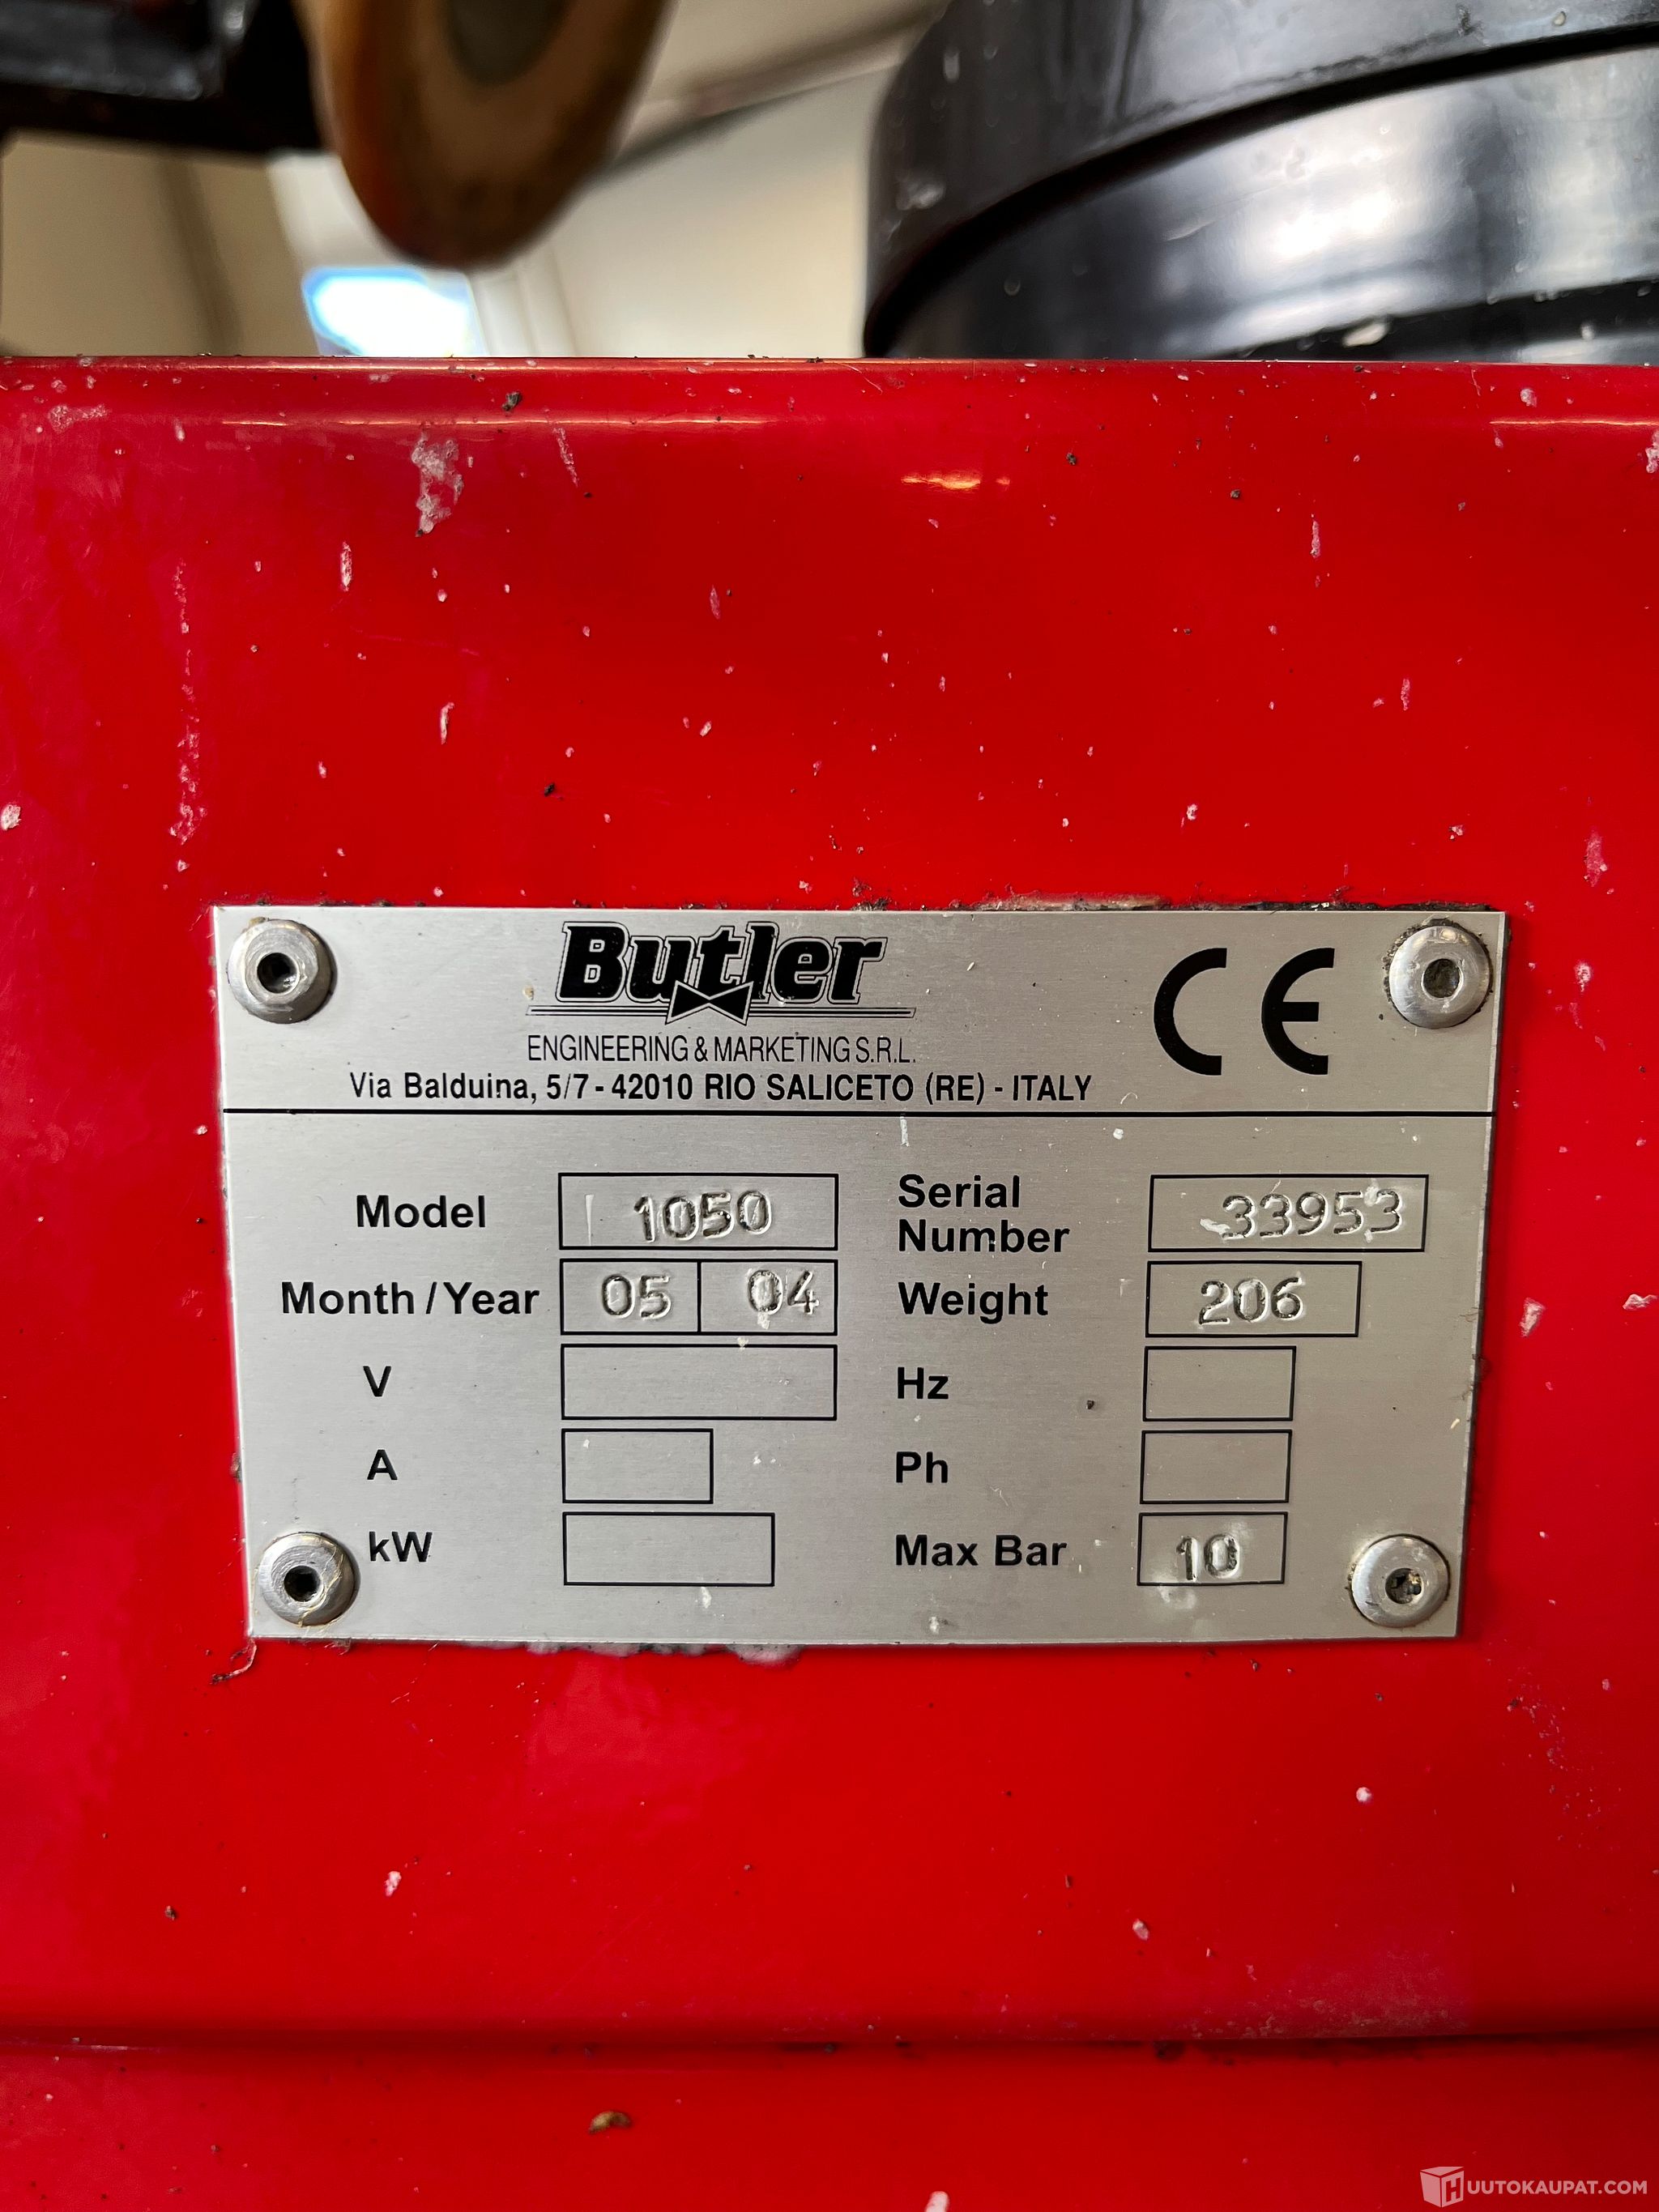 Butler
CE
ENGINEERING & MARKETING S.R.L.
Via Balduina, 5/7 - 42010 RIO SALICETO (RE) - ITALY
Model 1050 Serial Number 33953
Month / Year 05 04 Weight 206
V Hz
A Ph
kW Max Bar 10
HUUTOKAUPAT.COM